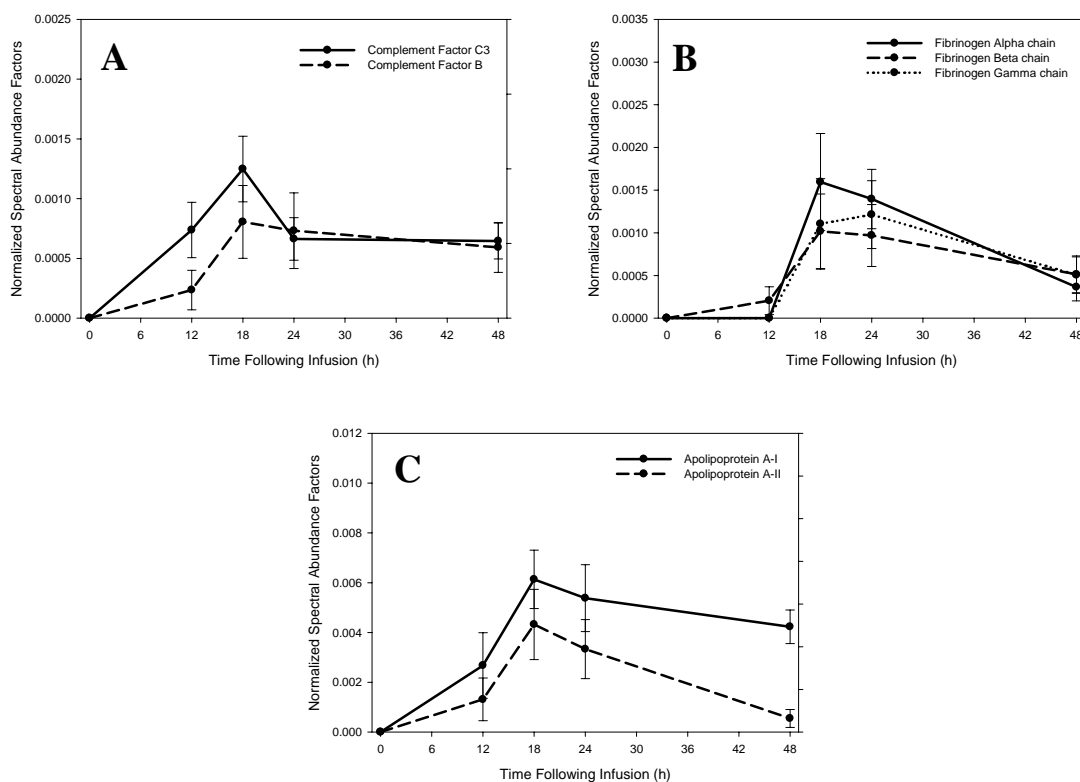 A
Complement Factor C3
Complement Factor B
Normalized Spectral Abundance Factors
0.0025
0.0020
0.0015
0.0010
0.0005
0.0000
0 6 12 18 24 30 36 42 48
Time Following Infusion (h)
B
Fibrinogen Alpha chain
Fibrinogen Beta chain
Fibrinogen Gamma chain
Normalized Spectral Abundance Factors
0.0035
0.0030
0.0025
0.0020
0.0015
0.0010
0.0005
0.0000
0 6 12 18 24 30 36 42 48
Time Following Infusion (h)
C
Apolipoprotein A-I
Apolipoprotein A-II
Normalized Spectral Abundance Factors
0.012
0.010
0.008
0.006
0.004
0.002
0.000
0 6 12 18 24 30 36 42 48
Time Following Infusion (h)